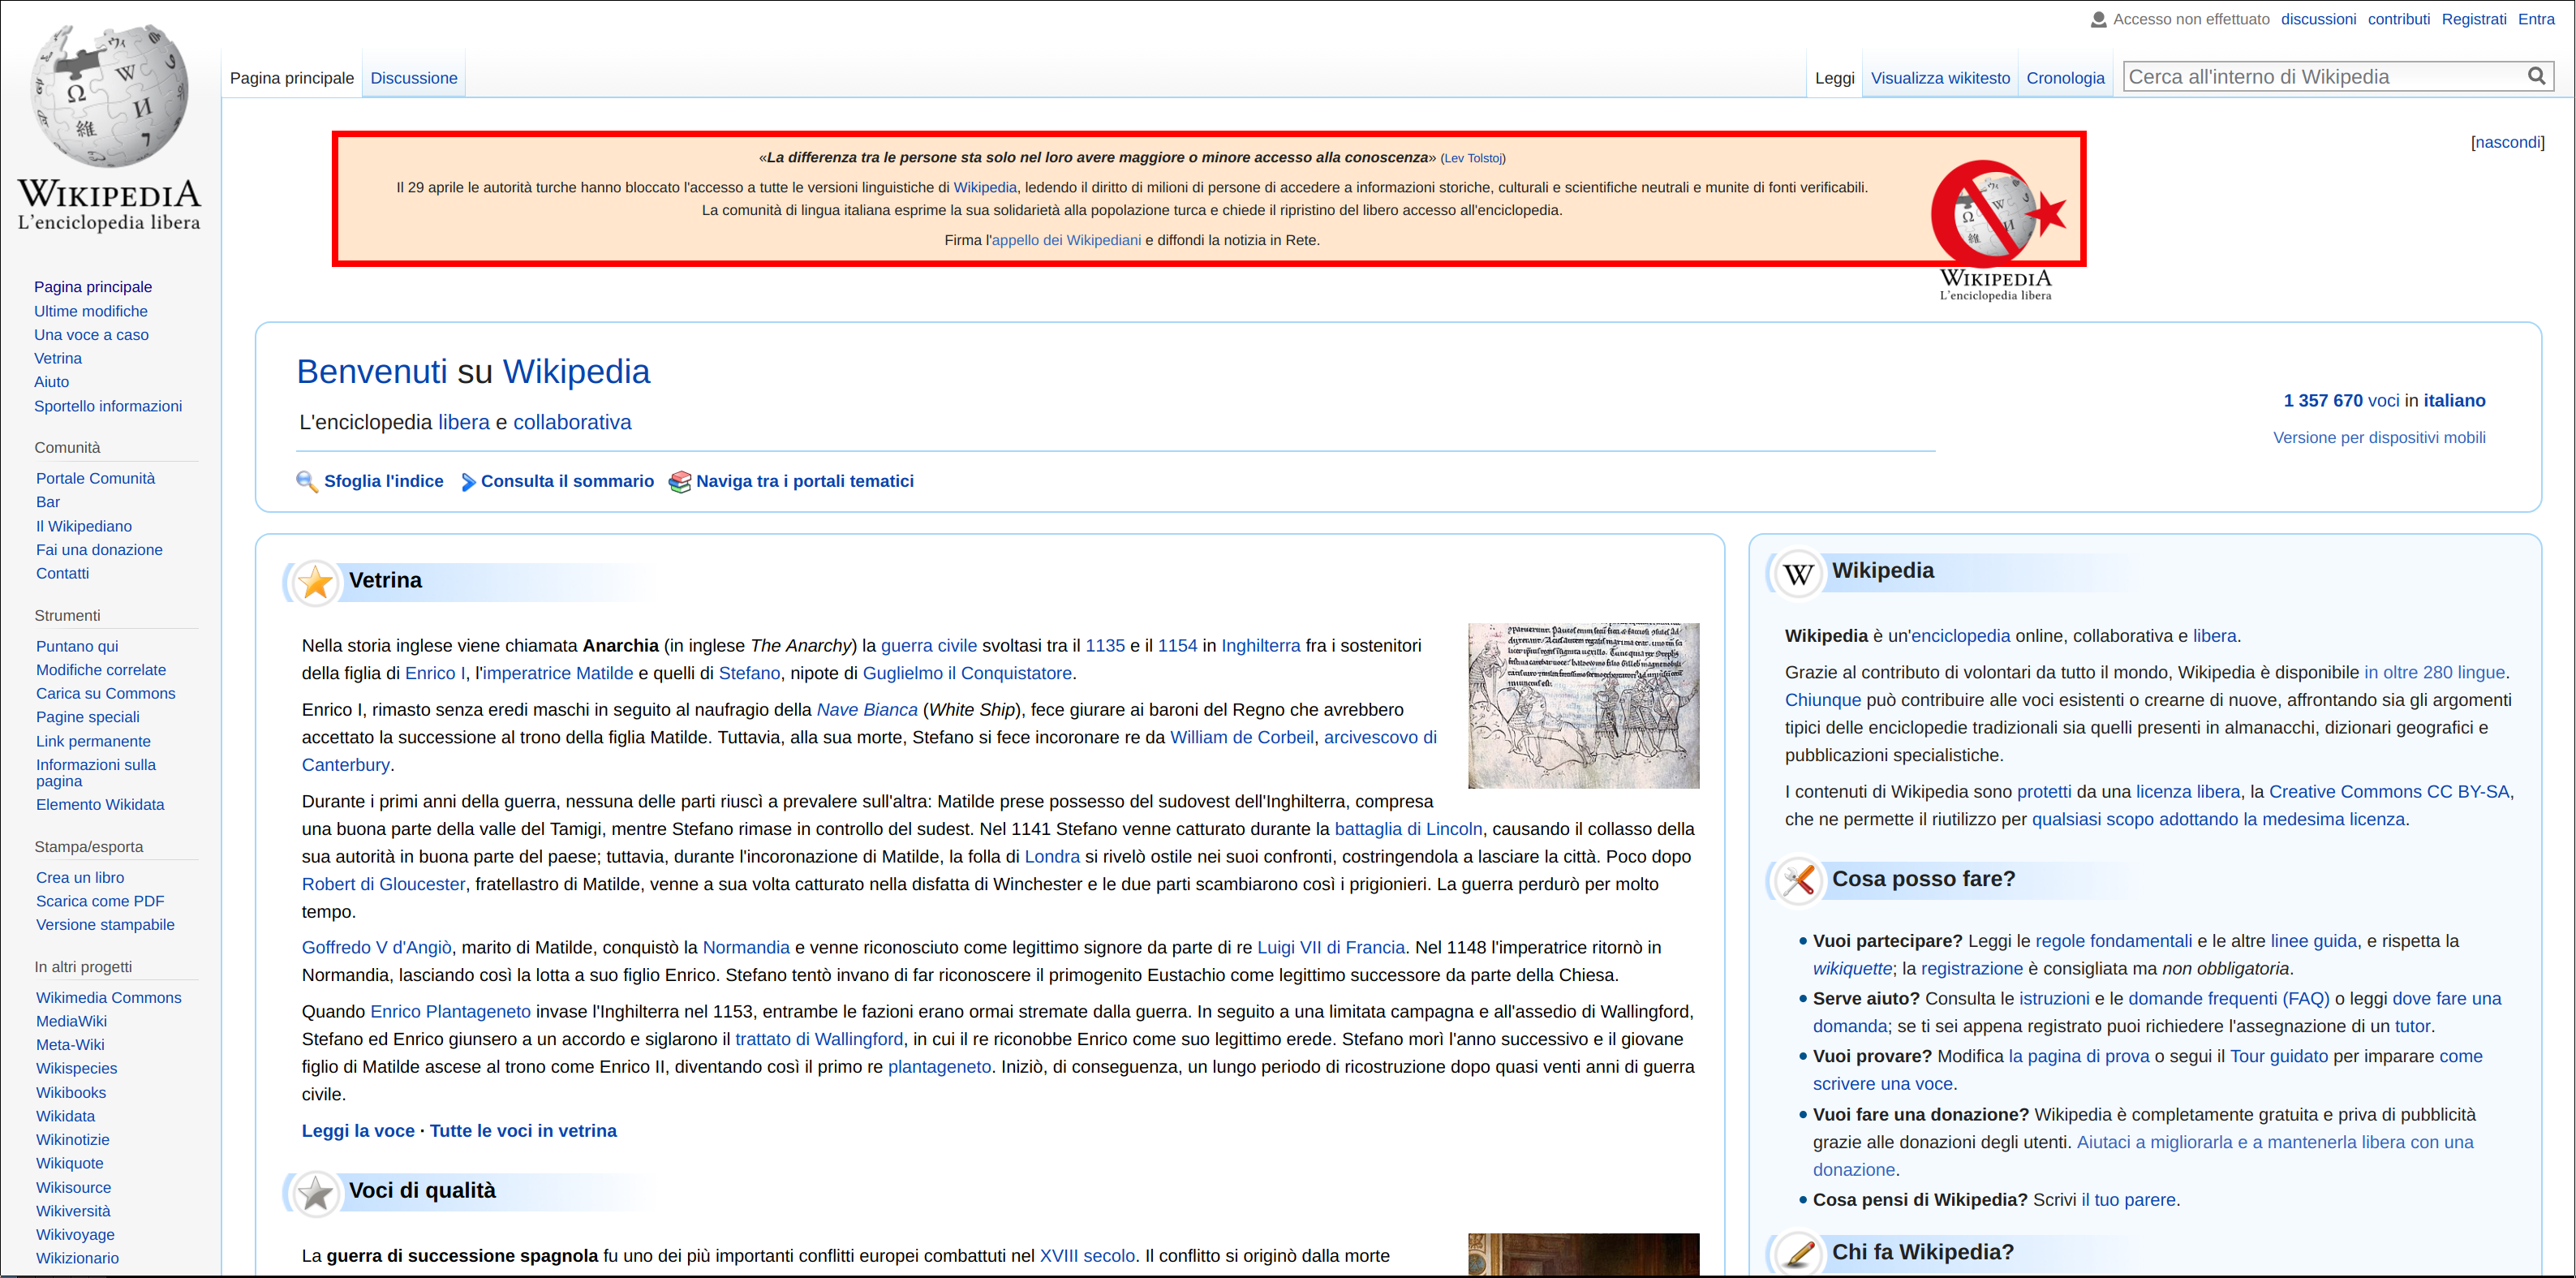 Accesso non effettuato discussioni contributi Registrati Entra
Pagina principale Discussione Leggi Visualizza wikitesto Cronologia Cerca all'interno di Wikipedia
WIKIPEDIA
L'enciclopedia libera
[nascondi]
«La differenza tra le persone sta solo nel loro avere maggiore o minore accesso alla conoscenza» (Lev Tolstoj)
Il 29 aprile le autorità turche hanno bloccato l'accesso a tutte le versioni linguistiche di Wikipedia, ledendo il diritto di milioni di persone di accedere a informazioni storiche, culturali e scientifiche neutrali e munite di fonti verificabili.
La comunità di lingua italiana esprime la sua solidarietà alla popolazione turca e chiede il ripristino del libero accesso all'enciclopedia.
Firma l'appello dei Wikipediani e diffondi la notizia in Rete.
WIKIPEDIA
L'enciclopedia libera
Pagina principale
Ultime modifiche
Una voce a caso
Vetrina
Aiuto
Sportello informazioni
Comunità
Portale Comunità
Bar
Il Wikipediano
Fai una donazione
Contatti
Strumenti
Puntano qui
Modifiche correlate
Carica su Commons
Pagine speciali
Link permanente
Informazioni sulla
pagina
Elemento Wikidata
Stampa/esporta
Crea un libro
Scarica come PDF
Versione stampabile
In altri progetti
Wikimedia Commons
MediaWiki
Meta-Wiki
Wikispecies
Wikibooks
Wikidata
Wikinotizie
Wikiquote
Wikisource
Wikiversità
Wikivoyage
Wikizionario
Benvenuti su Wikipedia
L'enciclopedia libera e collaborativa
1 357 670 voci in italiano
Versione per dispositivi mobili
Sfoglia l'indice Consulta il sommario Naviga tra i portali tematici
Vetrina
Nella storia inglese viene chiamata Anarchia (in inglese The Anarchy) la guerra civile svoltasi tra il 1135 e il 1154 in Inghilterra fra i sostenitori
della figlia di Enrico I, l'imperatrice Matilde e quelli di Stefano, nipote di Guglielmo il Conquistatore.
Enrico I, rimasto senza eredi maschi in seguito al naufragio della Nave Bianca (White Ship), fece giurare ai baroni del Regno che avrebbero
accettato la successione al trono della figlia Matilde. Tuttavia, alla sua morte, Stefano si fece incoronare re da William de Corbeil, arcivescovo di
Canterbury.
Durante i primi anni della guerra, nessuna delle parti riuscì a prevalere sull'altra: Matilde prese possesso del sudovest dell'Inghilterra, compresa
una buona parte della valle del Tamigi, mentre Stefano rimase in controllo del sudest. Nel 1141 Stefano venne catturato durante la battaglia di Lincoln, causando il collasso della
sua autorità in buona parte del paese; tuttavia, durante l'incoronazione di Matilde, la folla di Londra si rivelò ostile nei suoi confronti, costringendola a lasciare la città. Poco dopo
Robert di Gloucester, fratellastro di Matilde, venne a sua volta catturato nella disfatta di Winchester e le due parti scambiarono così i prigionieri. La guerra perdurò per molto
tempo.
Goffredo V d'Angiò, marito di Matilde, conquistò la Normandia e venne riconosciuto come legittimo signore da parte di re Luigi VII di Francia. Nel 1148 l'imperatrice ritornò in
Normandia, lasciando così la lotta a suo figlio Enrico. Stefano tentò invano di far riconoscere il primogenito Eustachio come legittimo successore da parte della Chiesa.
Quando Enrico Plantageneto invase l'Inghilterra nel 1153, entrambe le fazioni erano ormai stremate dalla guerra. In seguito a una limitata campagna e all'assedio di Wallingford,
Stefano ed Enrico giunsero a un accordo e siglarono il trattato di Wallingford, in cui il re riconobbe Enrico come suo legittimo erede. Stefano morì l'anno successivo e il giovane
figlio di Matilde ascese al trono come Enrico II, diventando così il primo re plantageneto. Iniziò, di conseguenza, un lungo periodo di ricostruzione dopo quasi venti anni di guerra
civile.
Leggi la voce · Tutte le voci in vetrina
Voci di qualità
La guerra di successione spagnola fu uno dei più importanti conflitti europei combattuti nel XVIII secolo. Il conflitto si originò dalla morte
Wikipedia
Wikipedia è un'enciclopedia online, collaborativa e libera.
Grazie al contributo di volontari da tutto il mondo, Wikipedia è disponibile in oltre 280 lingue.
Chiunque può contribuire alle voci esistenti o crearne di nuove, affrontando sia gli argomenti
tipici delle enciclopedie tradizionali sia quelli presenti in almanacchi, dizionari geografici e
pubblicazioni specialistiche.
I contenuti di Wikipedia sono protetti da una licenza libera, la Creative Commons CC BY-SA,
che ne permette il riutilizzo per qualsiasi scopo adottando la medesima licenza.
Cosa posso fare?
• Vuoi partecipare? Leggi le regole fondamentali e le altre linee guida, e rispetta la
wikiquette; la registrazione è consigliata ma non obbligatoria.
• Serve aiuto? Consulta le istruzioni e le domande frequenti (FAQ) o leggi dove fare una
domanda; se ti sei appena registrato puoi richiedere l'assegnazione di un tutor.
• Vuoi provare? Modifica la pagina di prova o segui il Tour guidato per imparare come
scrivere una voce.
• Vuoi fare una donazione? Wikipedia è completamente gratuita e priva di pubblicità
grazie alle donazioni degli utenti. Aiutaci a migliorarla e a mantenerla libera con una
donazione.
• Cosa pensi di Wikipedia? Scrivi il tuo parere.
Chi fa Wikipedia?